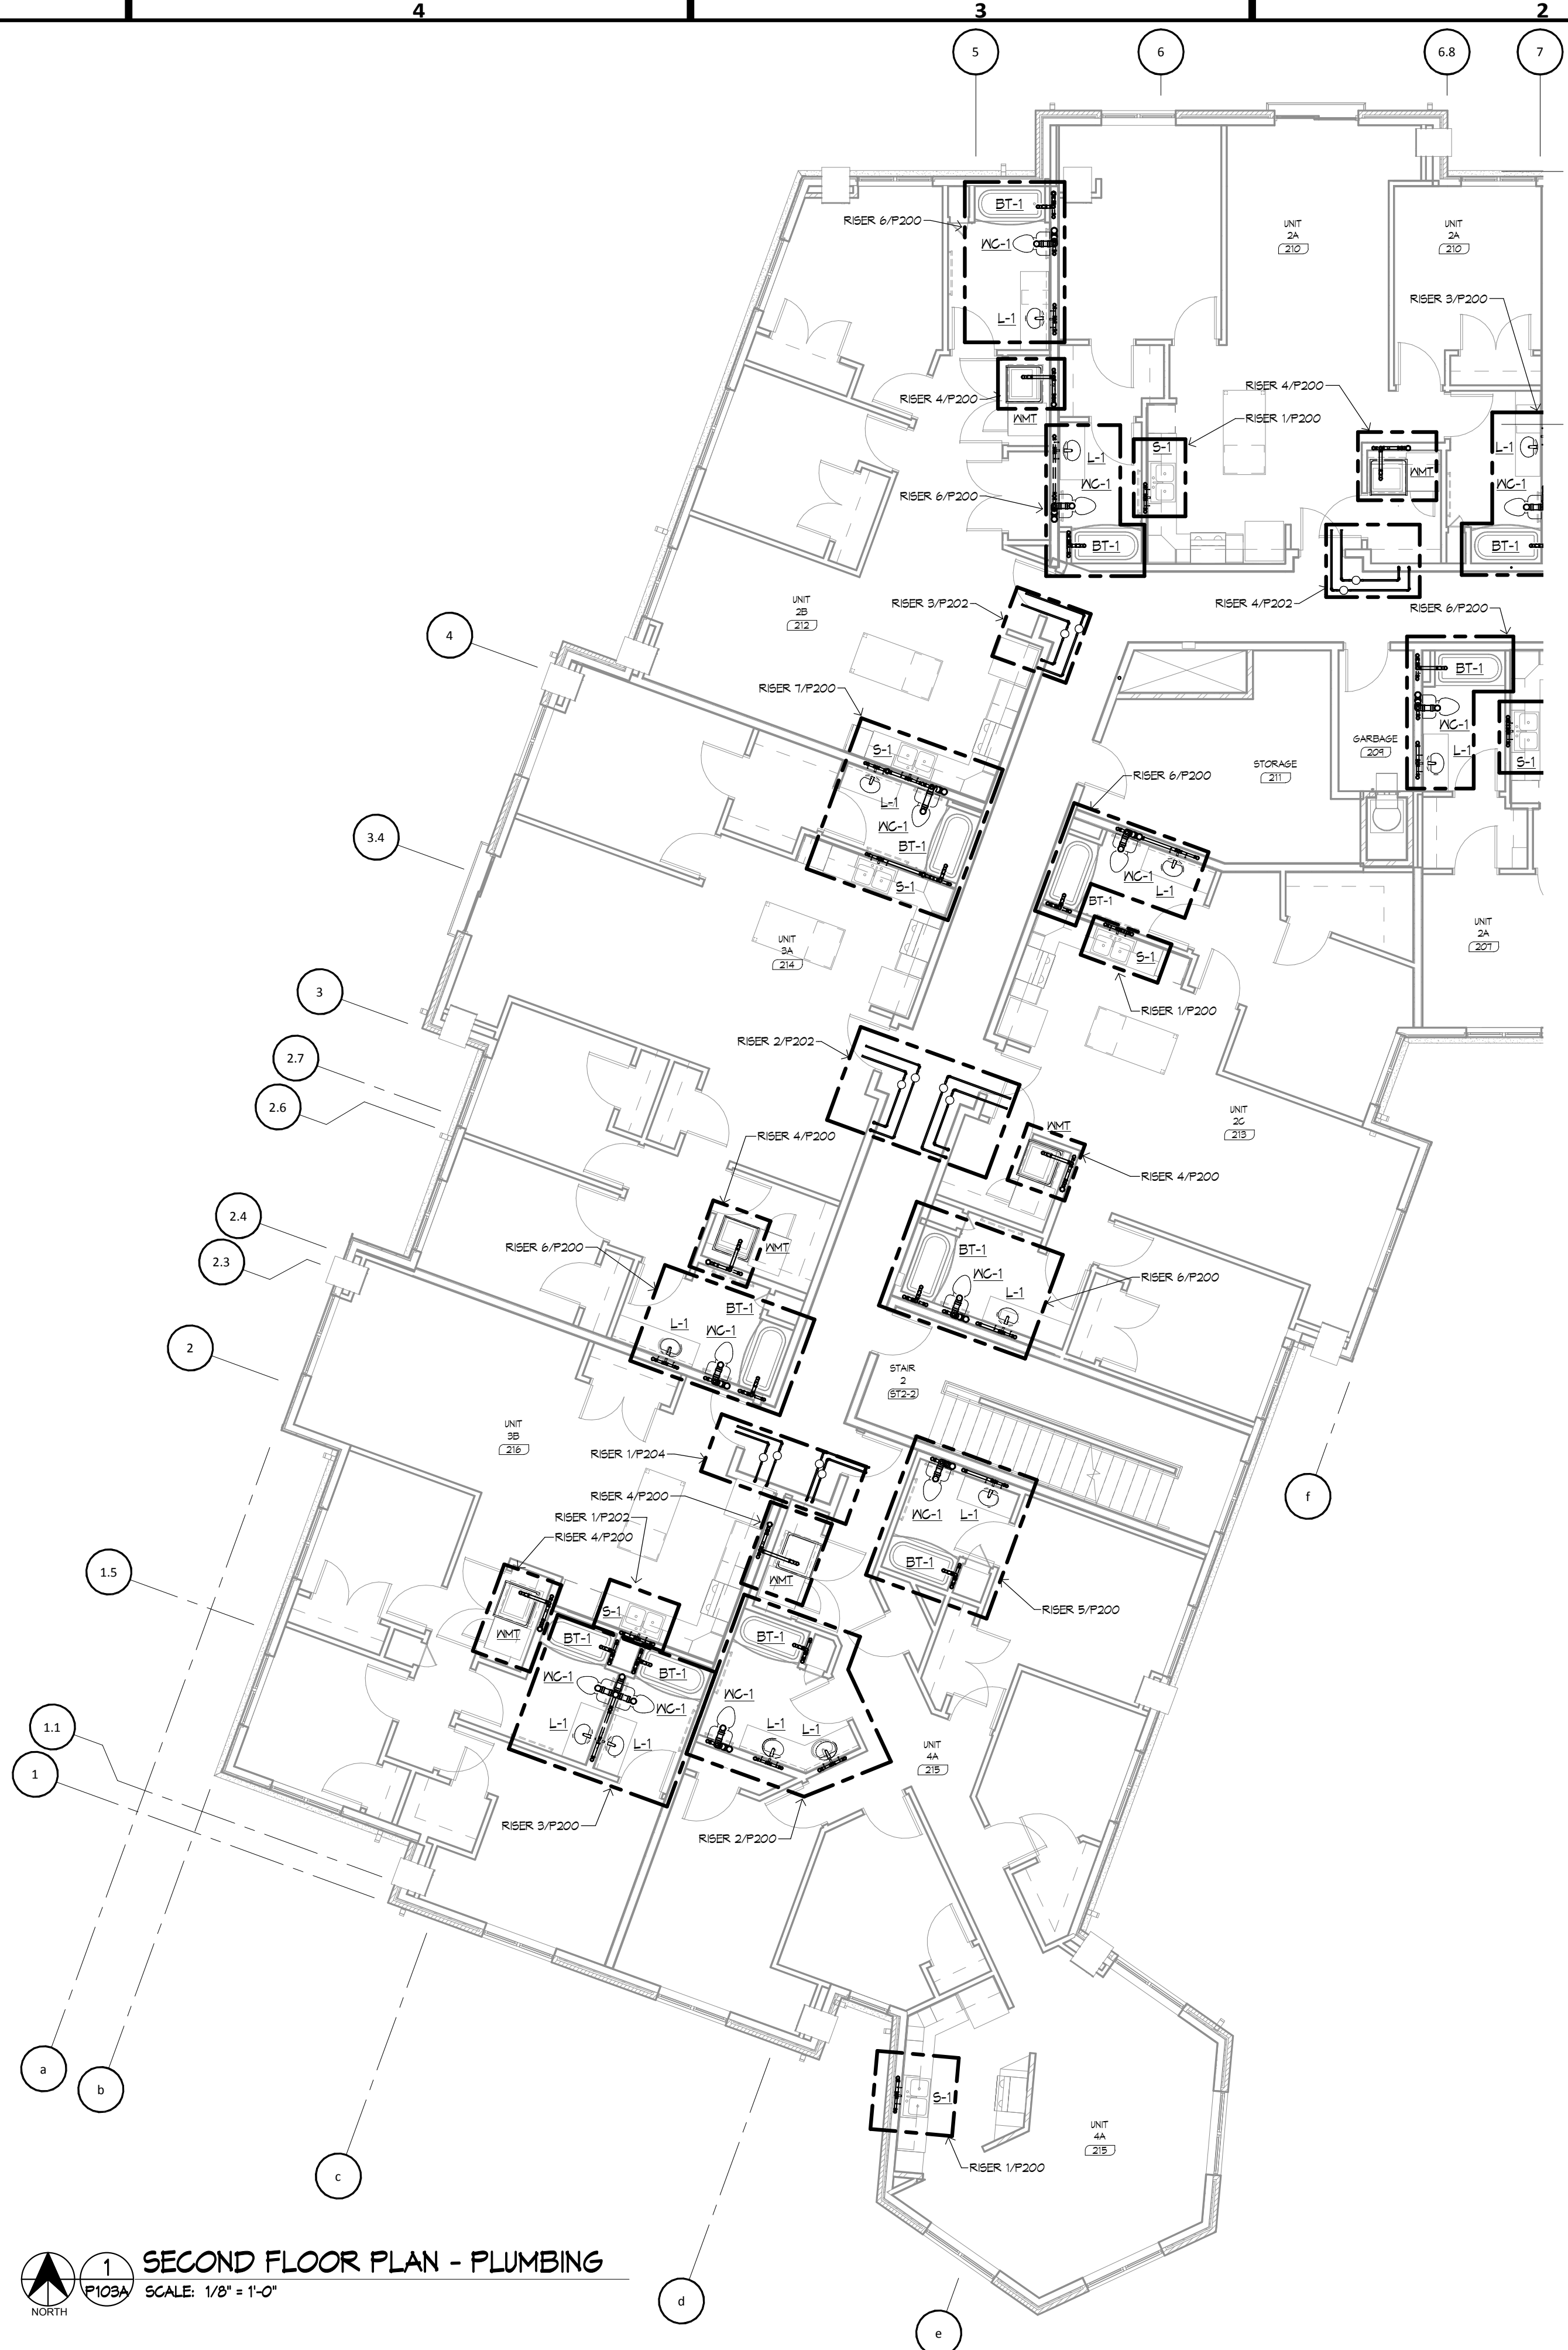 4
3
2
5
6
6.8
7
BT-1
RISER 6/P200
WC-1
L-1
UNIT
2A
210
UNIT
2A
210
RISER 3/P200
RISER 4/P200
WMT
RISER 4/P200
RISER 1/P200
S-1
L-1
WC-1
RISER 6/P200
BT-1
WMT
L-1
WC-1
BT-1
UNIT
2B
212
RISER 3/P202
RISER 4/P202
RISER 6/P200
4
BT-1
WC-1
L-1
S-1
GARBAGE
209
STORAGE
211
RISER 7/P200
S-1
L-1
WC-1
BT-1
S-1
RISER 6/P200
WC-1
L-1
BT-1
S-1
RISER 1/P200
3.4
UNIT
3A
214
UNIT
2A
207
3
2.7
2.6
RISER 2/P202
UNIT
2C
213
WMT
RISER 4/P200
RISER 4/P200
2.4
2.3
WMT
RISER 6/P200
BT-1
L-1
WC-1
BT-1
WC-1
L-1
RISER 6/P200
2
STAIR
2
ST2-2
UNIT
3B
216
RISER 1/P204
RISER 4/P200
RISER 1/P202
RISER 4/P200
WC-1
L-1
BT-1
RISER 5/P200
f
1.5
WMT
S-1
WMT
BT-1
BT-1
WC-1
WC-1
L-1
L-1
BT-1
WC-1
L-1
L-1
1.1
1
UNIT
4A
215
RISER 3/P200
RISER 2/P200
a
b
c
d
e
S-1
UNIT
4A
215
RISER 1/P200
1
P103A
SECOND FLOOR PLAN - PLUMBING
SCALE: 1/8" = 1'-0"
NORTH